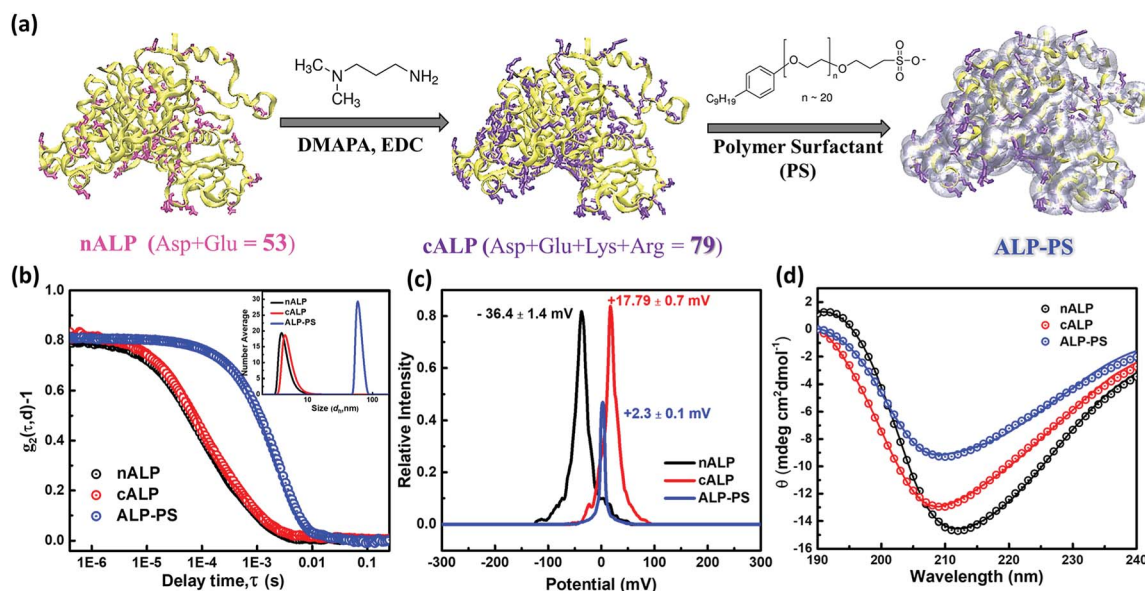 (a)
H₃C
N
NH₂
CH₃
DMAPA, EDC
C₉H₁₉
O
n
O
S
O
O
O-
n ~ 20
Polymer Surfactant
(PS)
nALP (Asp+Glu = 53)
cALP (Asp+Glu+Lys+Arg = 79)
ALP-PS
(b)
g₂(τ,d)-1
1.0
0.8
0.6
0.4
0.2
0.0
nALP
cALP
ALP-PS
1E-6 1E-5 1E-4 1E-3 0.01 0.1
Delay time,τ (s)
Number Average
30
25
20
15
10
5
0
nALP
cALP
ALP-PS
10 100
Size (dₕ,nm)
(c)
Relative Intensity
0.8
0.6
0.4
0.2
0.0
- 36.4 ± 1.4 mV
+17.79 ± 0.7 mV
+2.3 ± 0.1 mV
nALP
cALP
ALP-PS
-300 -200 -100 0 100 200 300
Potential (mV)
(d)
θ (mdeg cm²dmol⁻¹)
2
0
-2
-4
-6
-8
-10
-12
-14
-16
nALP
cALP
ALP-PS
190 200 210 220 230 240
Wavelength (nm)